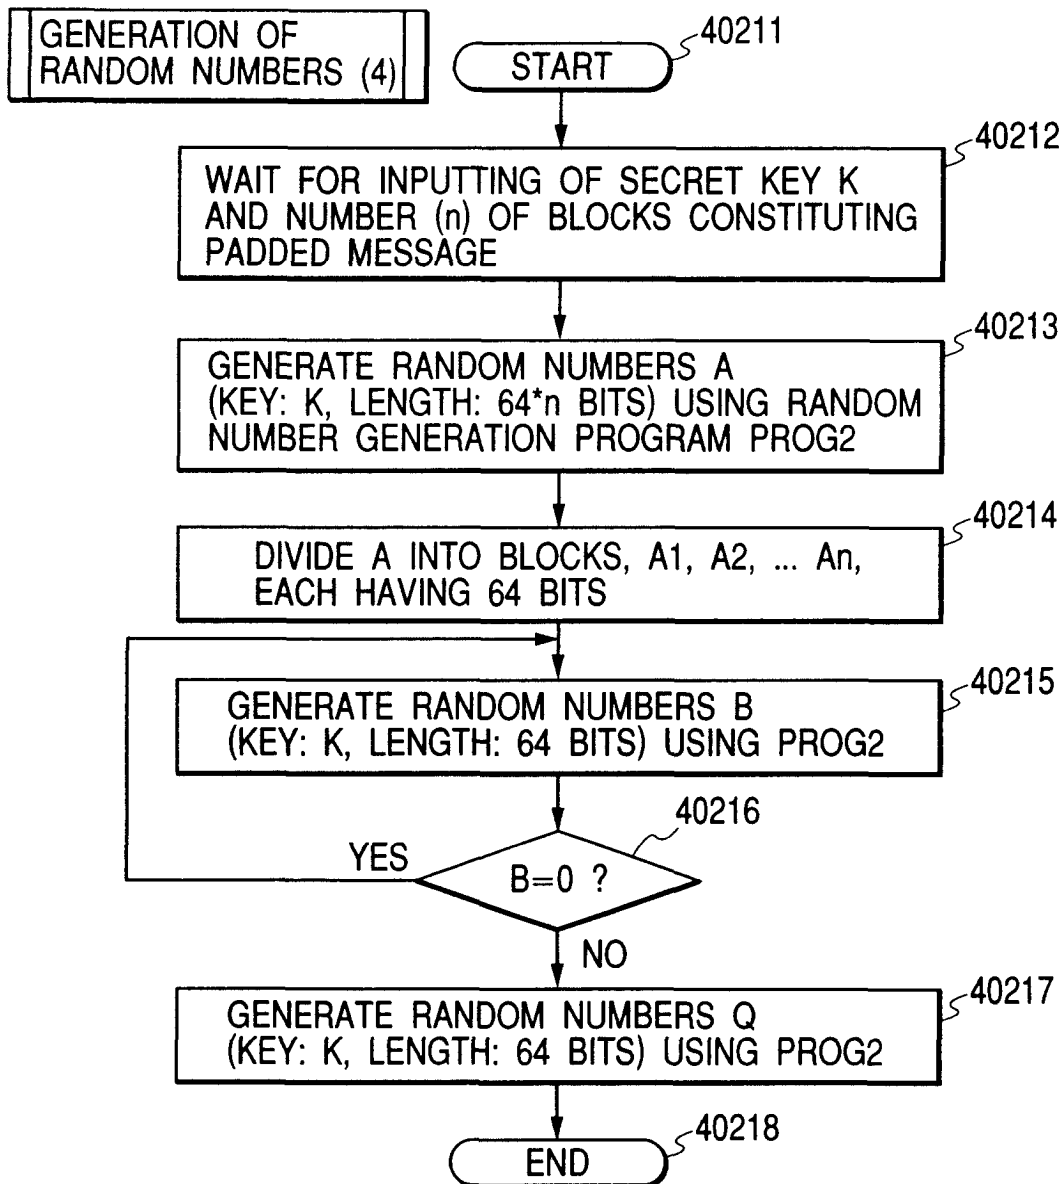 GENERATION OF
RANDOM NUMBERS (4)
START
40211
40212
WAIT FOR INPUTTING OF SECRET KEY K
AND NUMBER (n) OF BLOCKS CONSTITUTING
PADDED MESSAGE
40213
GENERATE RANDOM NUMBERS A
(KEY: K, LENGTH: 64*n BITS) USING RANDOM
NUMBER GENERATION PROGRAM PROG2
40214
DIVIDE A INTO BLOCKS, A1, A2, ... An,
EACH HAVING 64 BITS
40215
GENERATE RANDOM NUMBERS B
(KEY: K, LENGTH: 64 BITS) USING PROG2
40216
YES
B=0 ?
NO
40217
GENERATE RANDOM NUMBERS Q
(KEY: K, LENGTH: 64 BITS) USING PROG2
40218
END